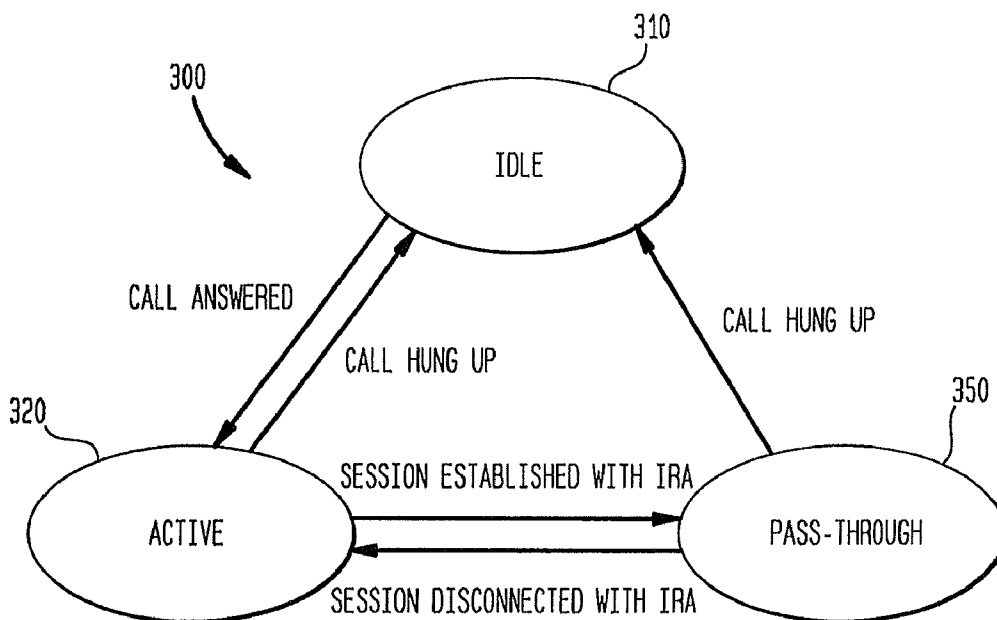 310
300
IDLE
CALL ANSWERED
CALL HUNG UP
CALL HUNG UP
320
350
SESSION ESTABLISHED WITH IRA
ACTIVE
PASS-THROUGH
SESSION DISCONNECTED WITH IRA